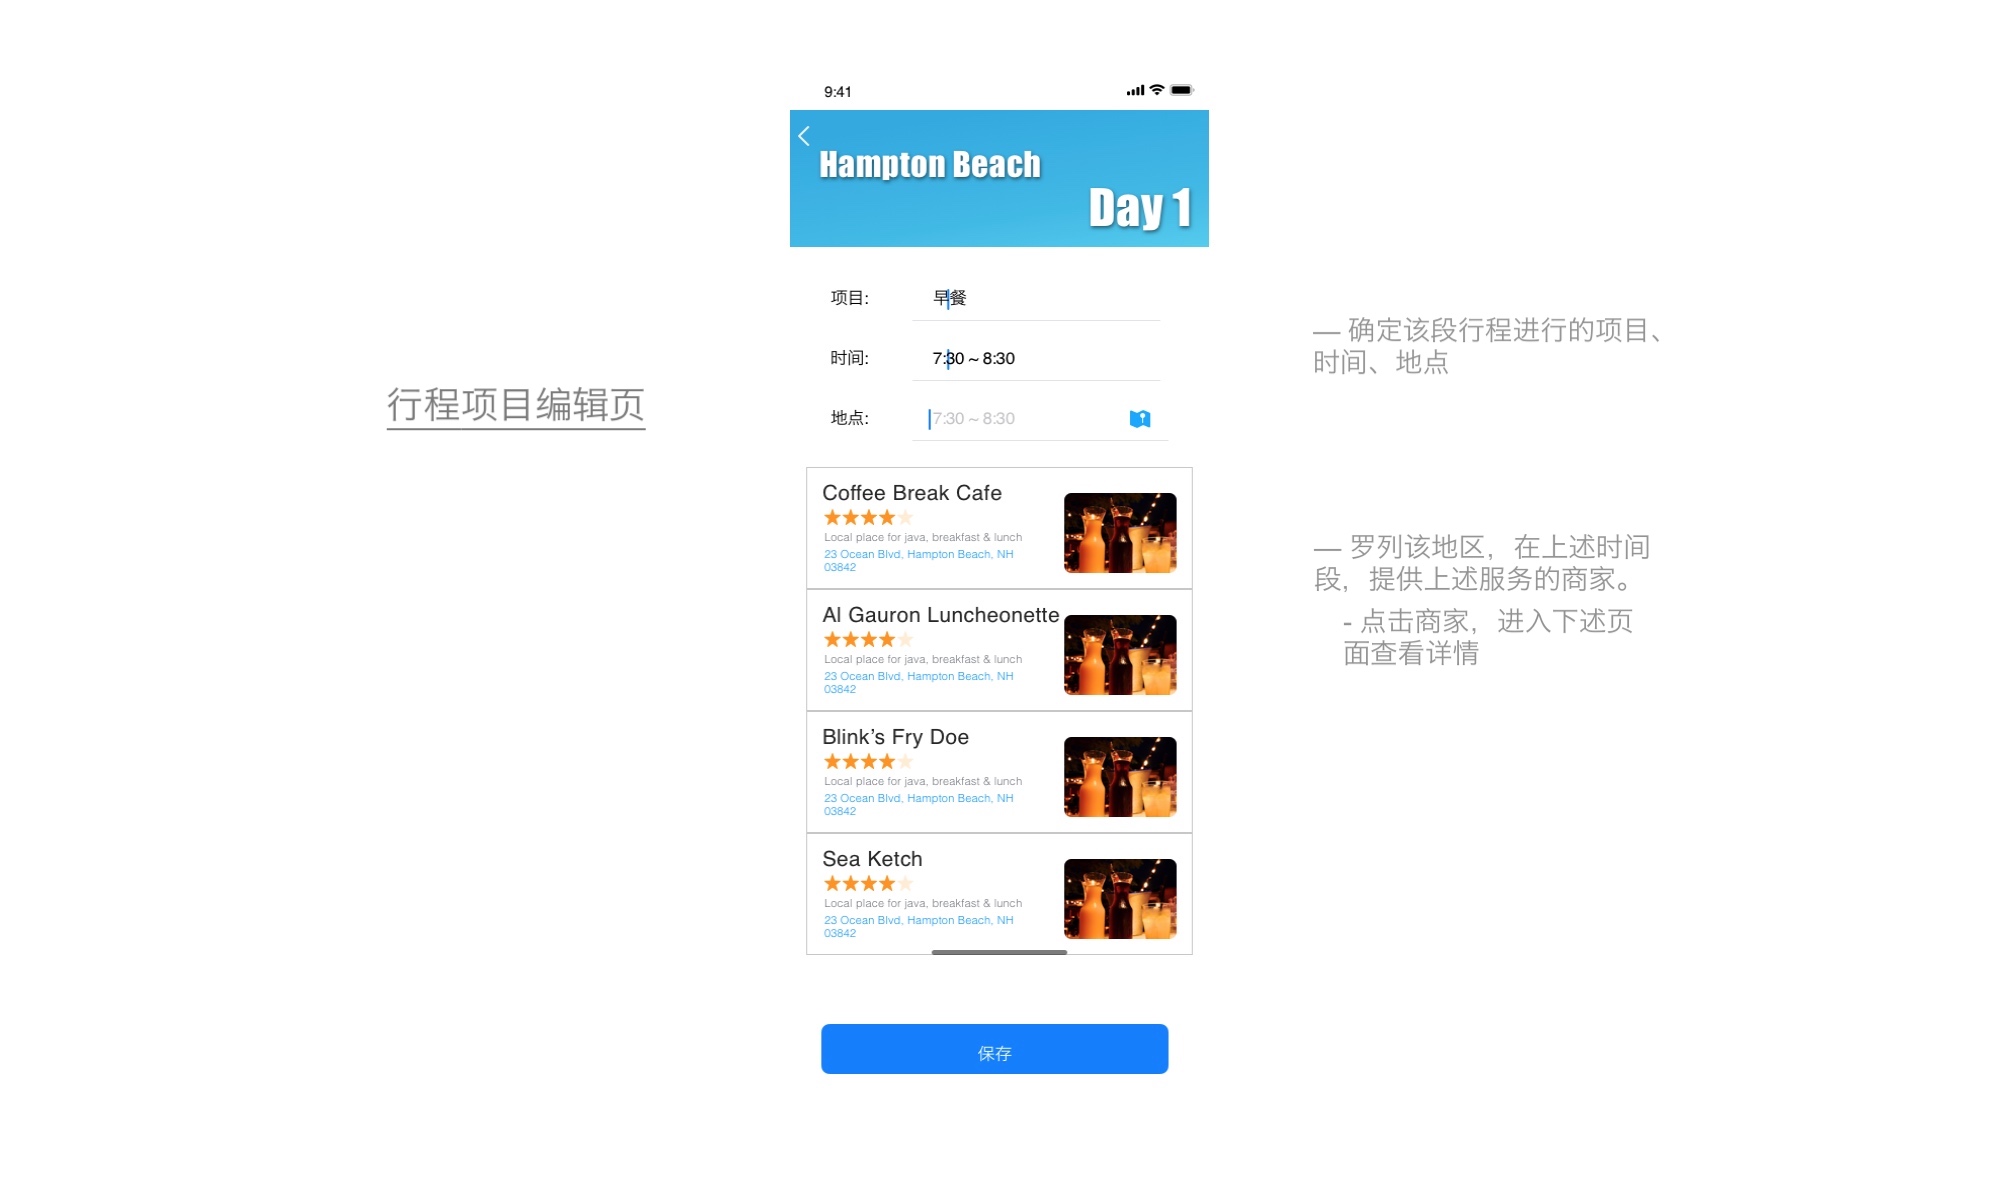 9:41
Hampton Beach
Day 1
行程项目编辑页
项目:
早餐
时间:
7:30 ~ 8:30
地点:
7:30 ~ 8:30
Coffee Break Cafe
Local place for java, breakfast & lunch
23 Ocean Blvd, Hampton Beach, NH
03842
Al Gauron Luncheonette
Local place for java, breakfast & lunch
23 Ocean Blvd, Hampton Beach, NH
03842
Blink’s Fry Doe
Local place for java, breakfast & lunch
23 Ocean Blvd, Hampton Beach, NH
03842
Sea Ketch
Local place for java, breakfast & lunch
23 Ocean Blvd, Hampton Beach, NH
03842
保存
— 确定该段行程进行的项目、
时间、地点
— 罗列该地区，在上述时间
段，提供上述服务的商家。
- 点击商家，进入下述页
面查看详情